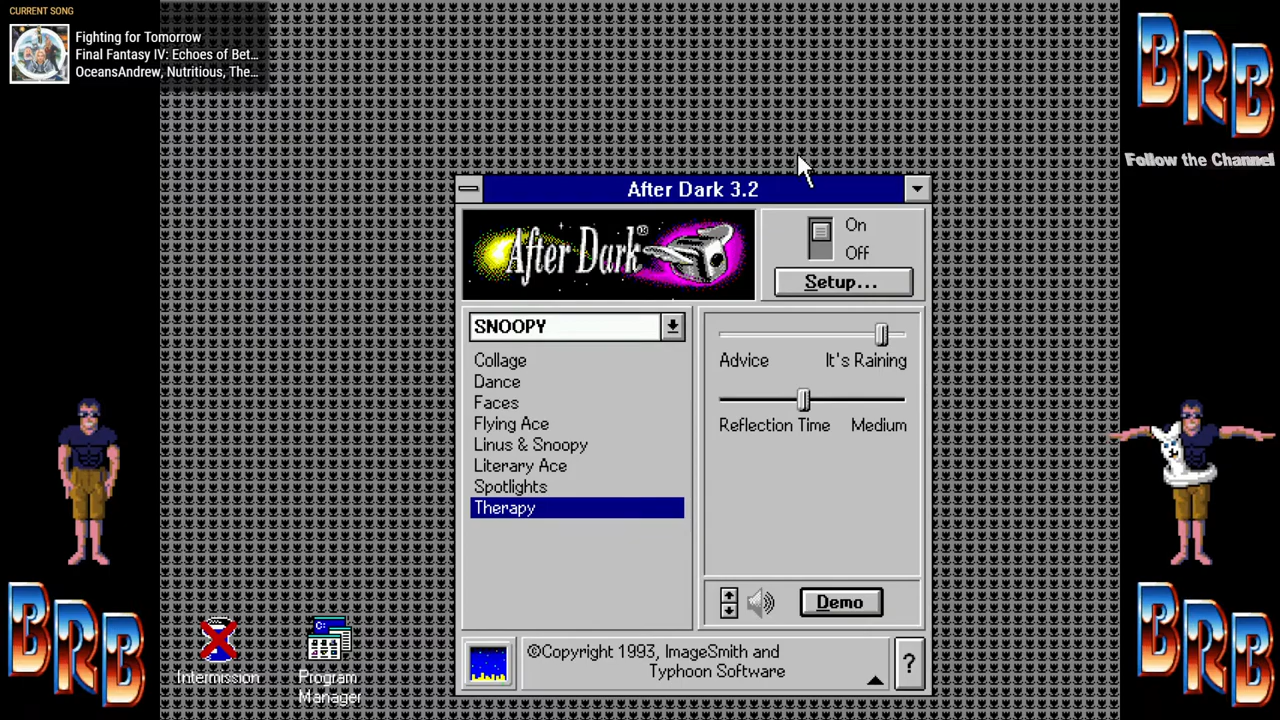 CURRENT SONG
Fighting for Tomorrow
Final Fantasy IV: Echoes of Bet...
OceansAndrew, Nutritious, The...
BRB
Follow the Channel
After Dark 3.2
After Dark®
On
Off
Setup...
SNOOPY
Collage
Dance
Faces
Flying Ace
Linus & Snoopy
Literary Ace
Spotlights
Therapy
Advice It's Raining
Reflection Time Medium
Demo
©Copyright 1993, ImageSmith and
Typhoon Software
?
C:
Intermission
Program
Manager
BRB
BRB